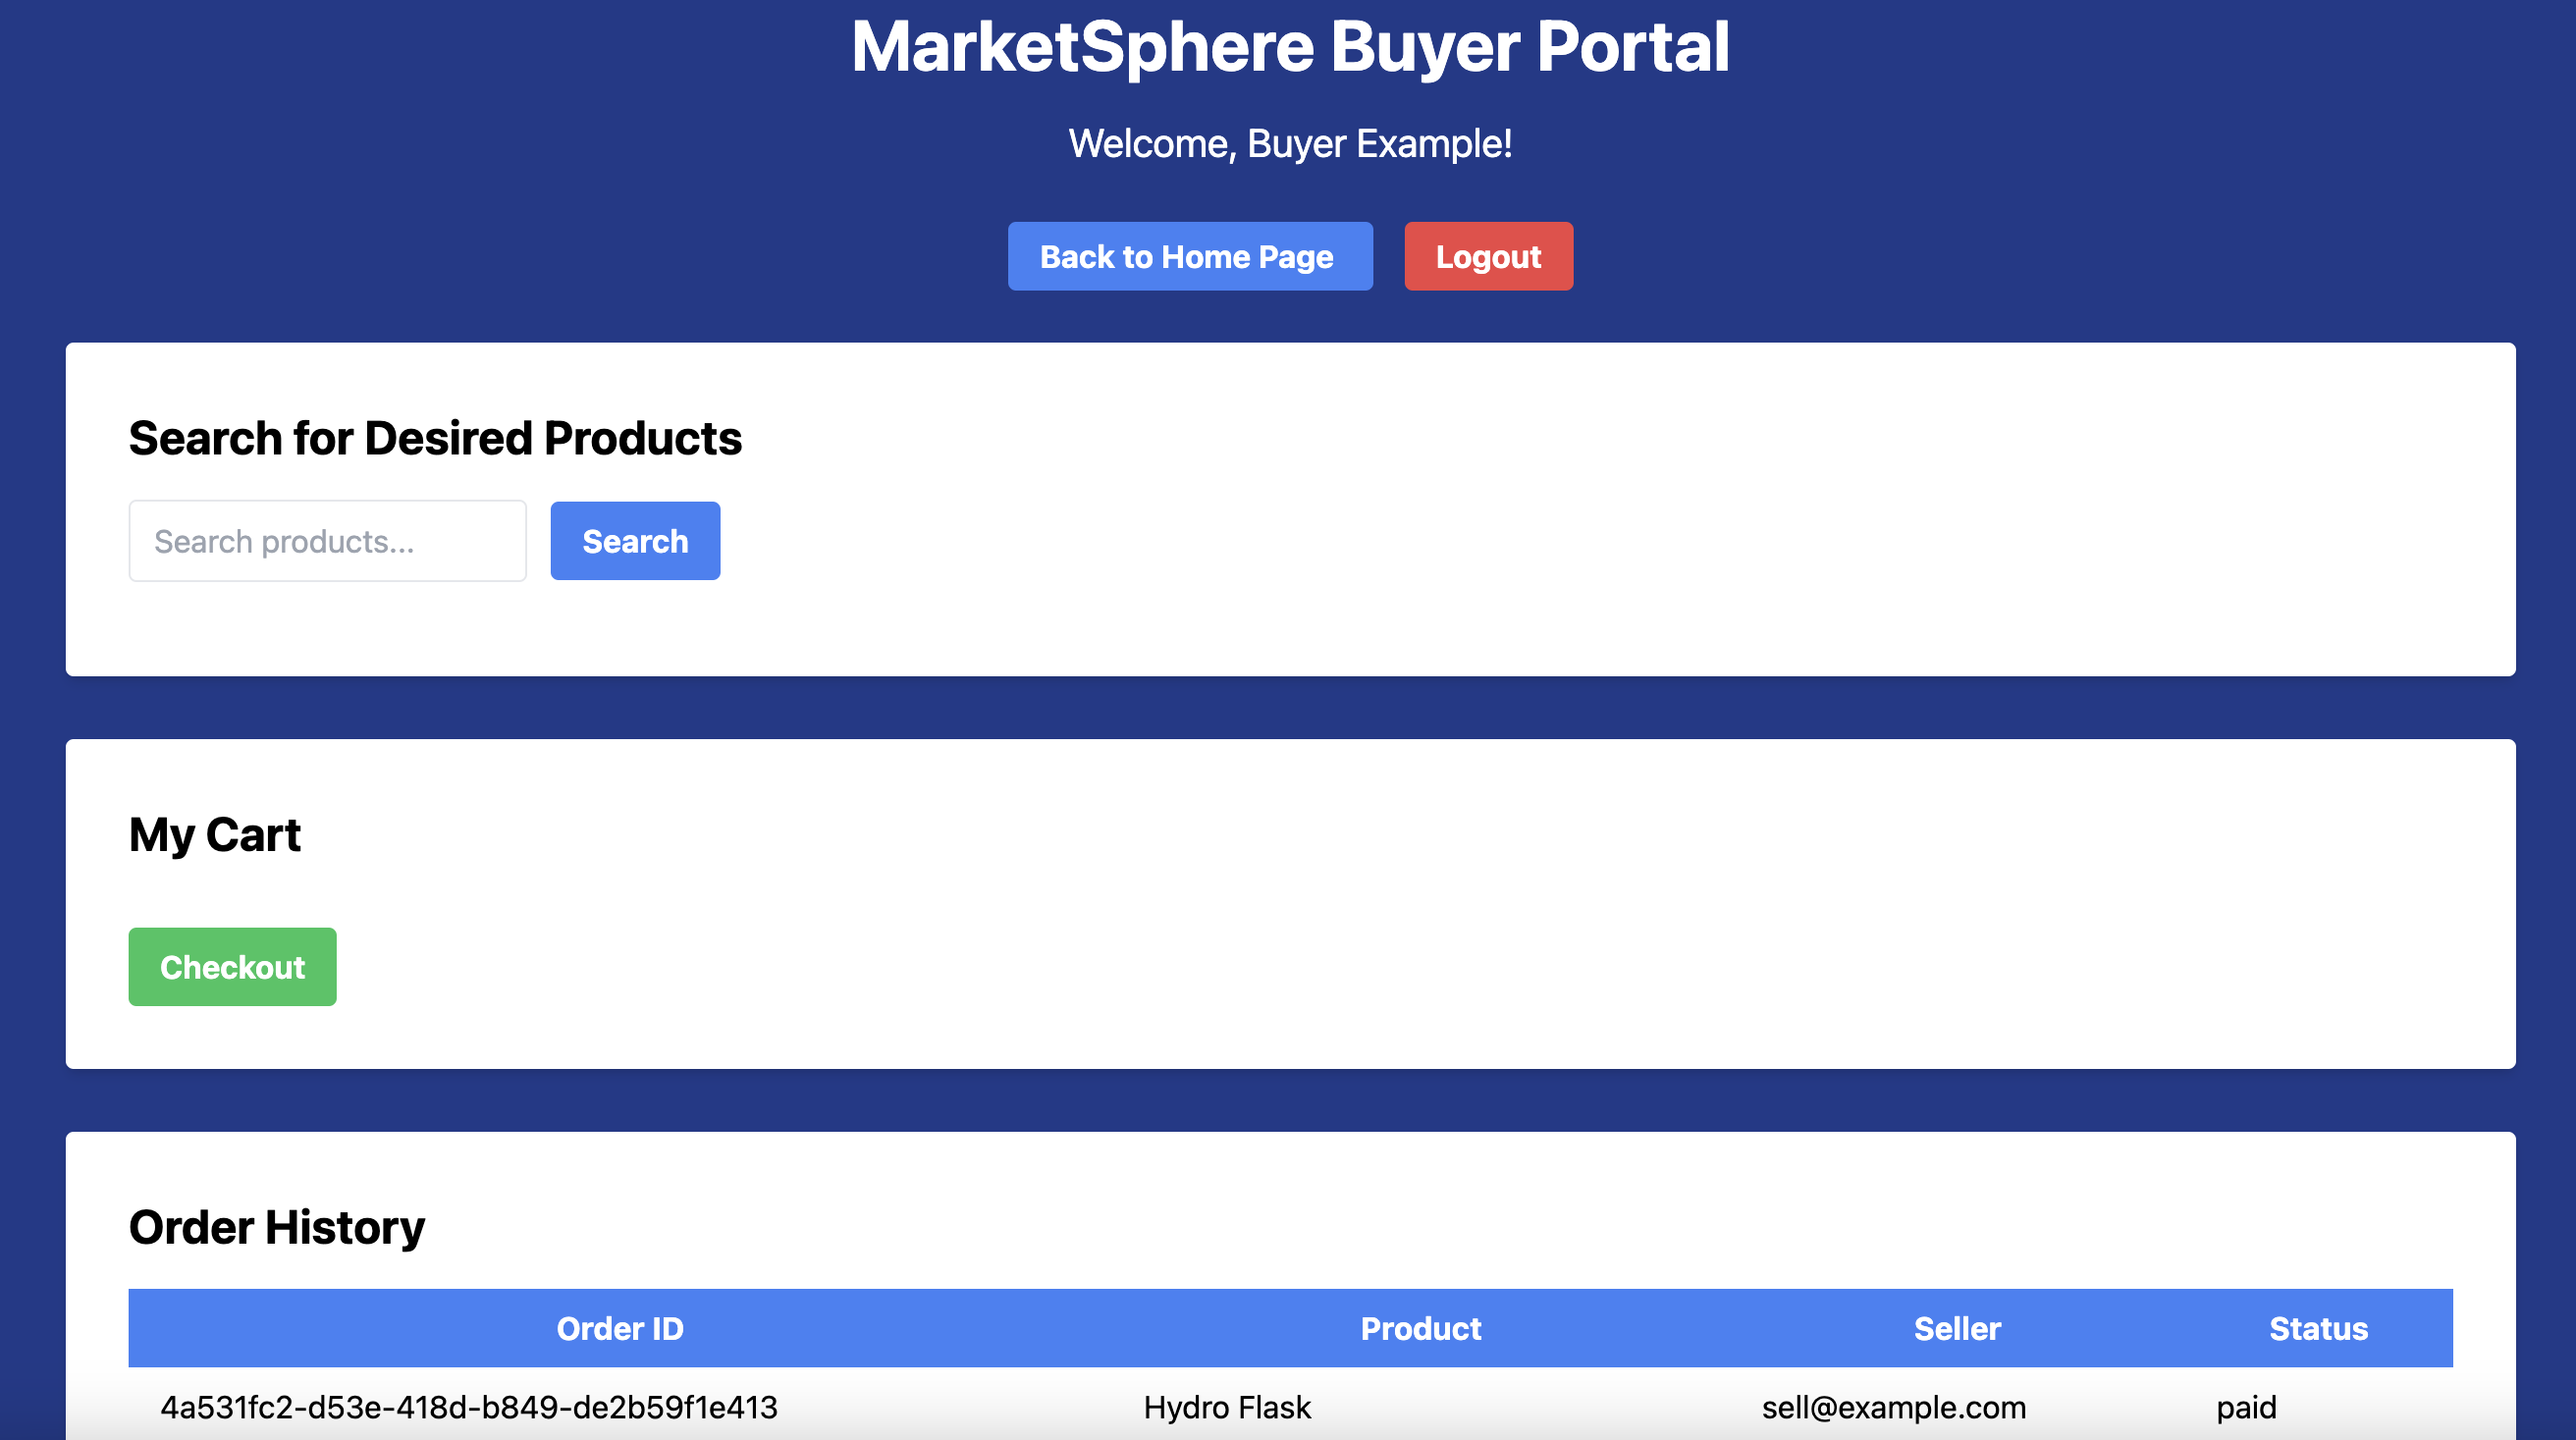 MarketSphere Buyer Portal
Welcome, Buyer Example!
Back to Home Page Logout
Search for Desired Products
Search products... Search
My Cart
Checkout
Order History
Order ID Product Seller Status
4a531fc2-d53e-418d-b849-de2b59f1e413 Hydro Flask sell@example.com paid